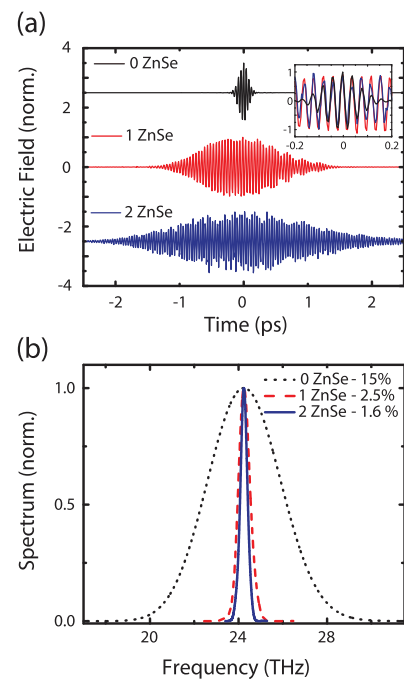 (a)
Electric Field (norm.)
4
2
0
-2
-4
0 ZnSe
1 ZnSe
2 ZnSe
1
0
-1
-0.2
0
0.2
-2
-1
0
1
2
Time (ps)
(b)
Spectrum (norm.)
1.0
0.5
0.0
0 ZnSe - 15%
1 ZnSe - 2.5%
2 ZnSe - 1.6 %
20
24
28
Frequency (THz)